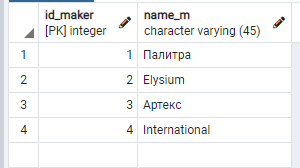 id_maker name_m
[PK] integer character varying (45)
1 1 Палитра
2 2 Elysium
3 3 Артекс
4 4 International